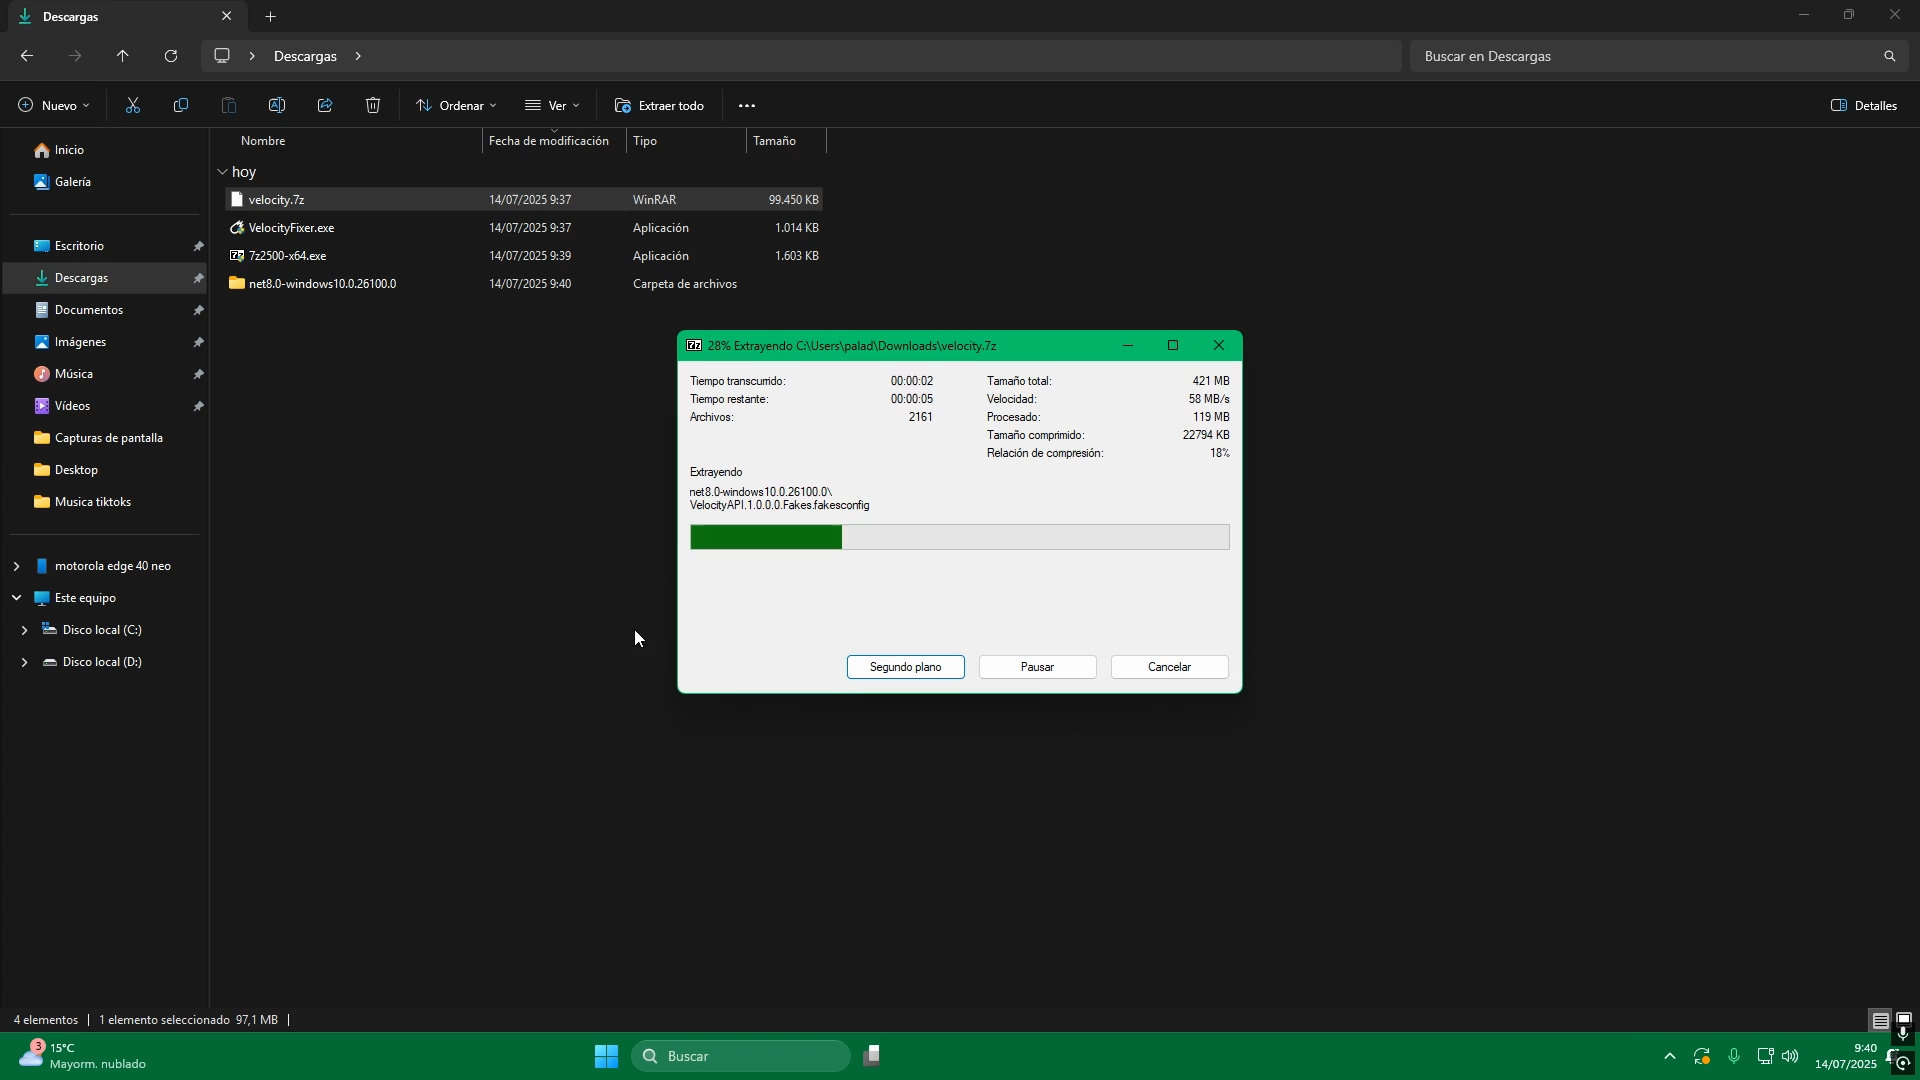 Descargas
Descargas
Buscar en Descargas
Nuevo
Ordenar
Ver
Extraer todo
Detalles
Nombre
Fecha de modificación
Tipo
Tamaño
Inicio
Galería
Escritorio
Descargas
Documentos
Imágenes
Música
Vídeos
Capturas de pantalla
Desktop
Musica tiktoks
motorola edge 40 neo
Este equipo
Disco local (C:)
Disco local (D:)
hoy
velocity.7z 14/07/2025 9:37 WinRAR 99.450 KB
VelocityFixer.exe 14/07/2025 9:37 Aplicación 1.014 KB
7z2500-x64.exe 14/07/2025 9:39 Aplicación 1.603 KB
net8.0-windows10.0.26100.0 14/07/2025 9:40 Carpeta de archivos
7z 28% Extrayendo C:\Users\palad\Downloads\velocity.7z
Tiempo transcurrido: 00:00:02
Tiempo restante: 00:00:05
Archivos: 2161
Tamaño total: 421 MB
Velocidad: 58 MB/s
Procesado: 119 MB
Tamaño comprimido: 22794 KB
Relación de compresión: 18%
Extrayendo
net8.0-windows10.0.26100.0\
VelocityAPI.1.0.0.0.Fakes.fakesconfig
Segundo plano
Pausar
Cancelar
4 elementos
1 elemento seleccionado 97,1 MB
3
15°C
Mayorm. nublado
Buscar
9:40
14/07/2025